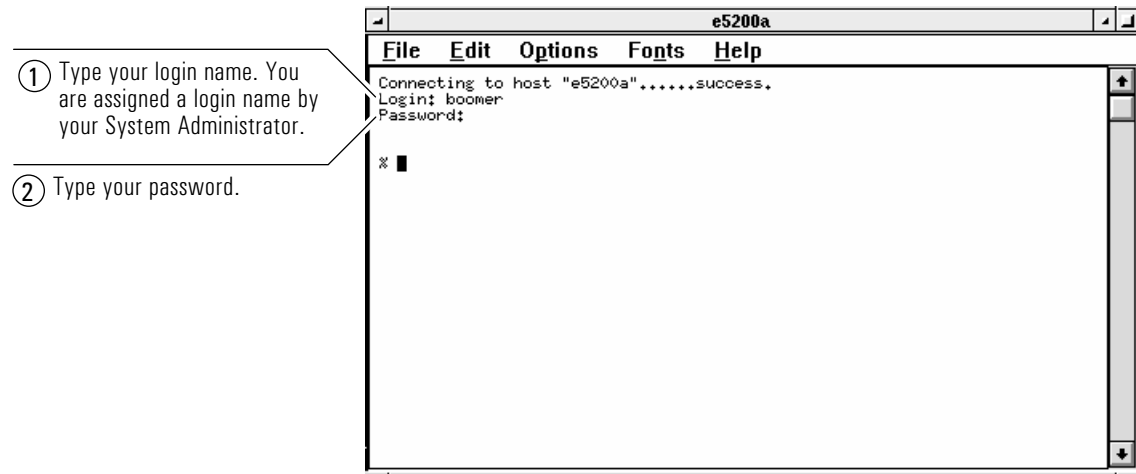 e5200a
File Edit Options Fonts Help
Connecting to host "e5200a"......success.
Login: boomer
Password:
% 
1 Type your login name. You
are assigned a login name by
your System Administrator.
2 Type your password.